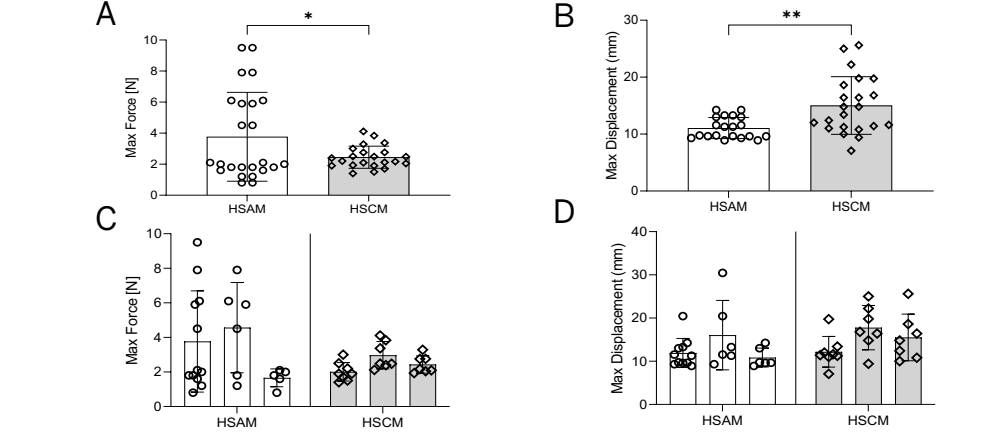 A
*
Max Force [N]
10
8
6
4
2
0
HSAM
HSCM
B
**
Max Displacement (mm)
30
20
10
0
HSAM
HSCM
C
Max Force [N]
10
8
6
4
2
0
HSAM
HSCM
D
Max Displacement (mm)
40
30
20
10
0
HSAM
HSCM